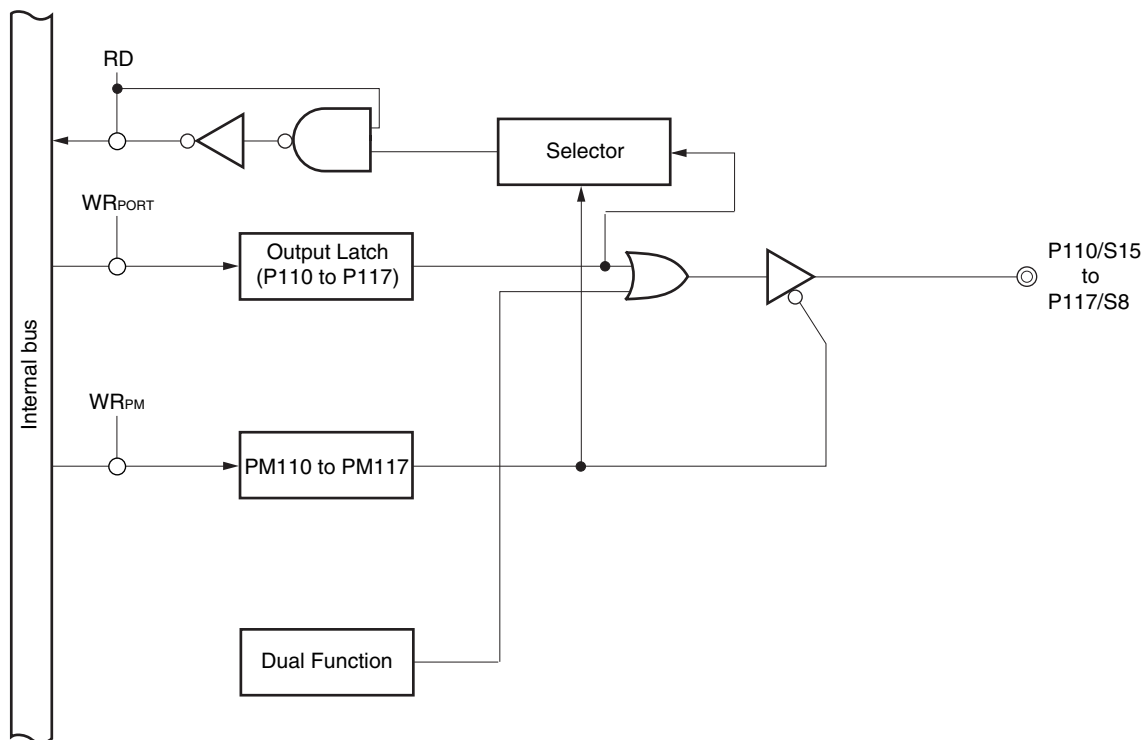 RD
Selector
WRPORT
Output Latch
(P110 to P117)
P110/S15
to
P117/S8
Internal bus
WRPM
PM110 to PM117
Dual Function